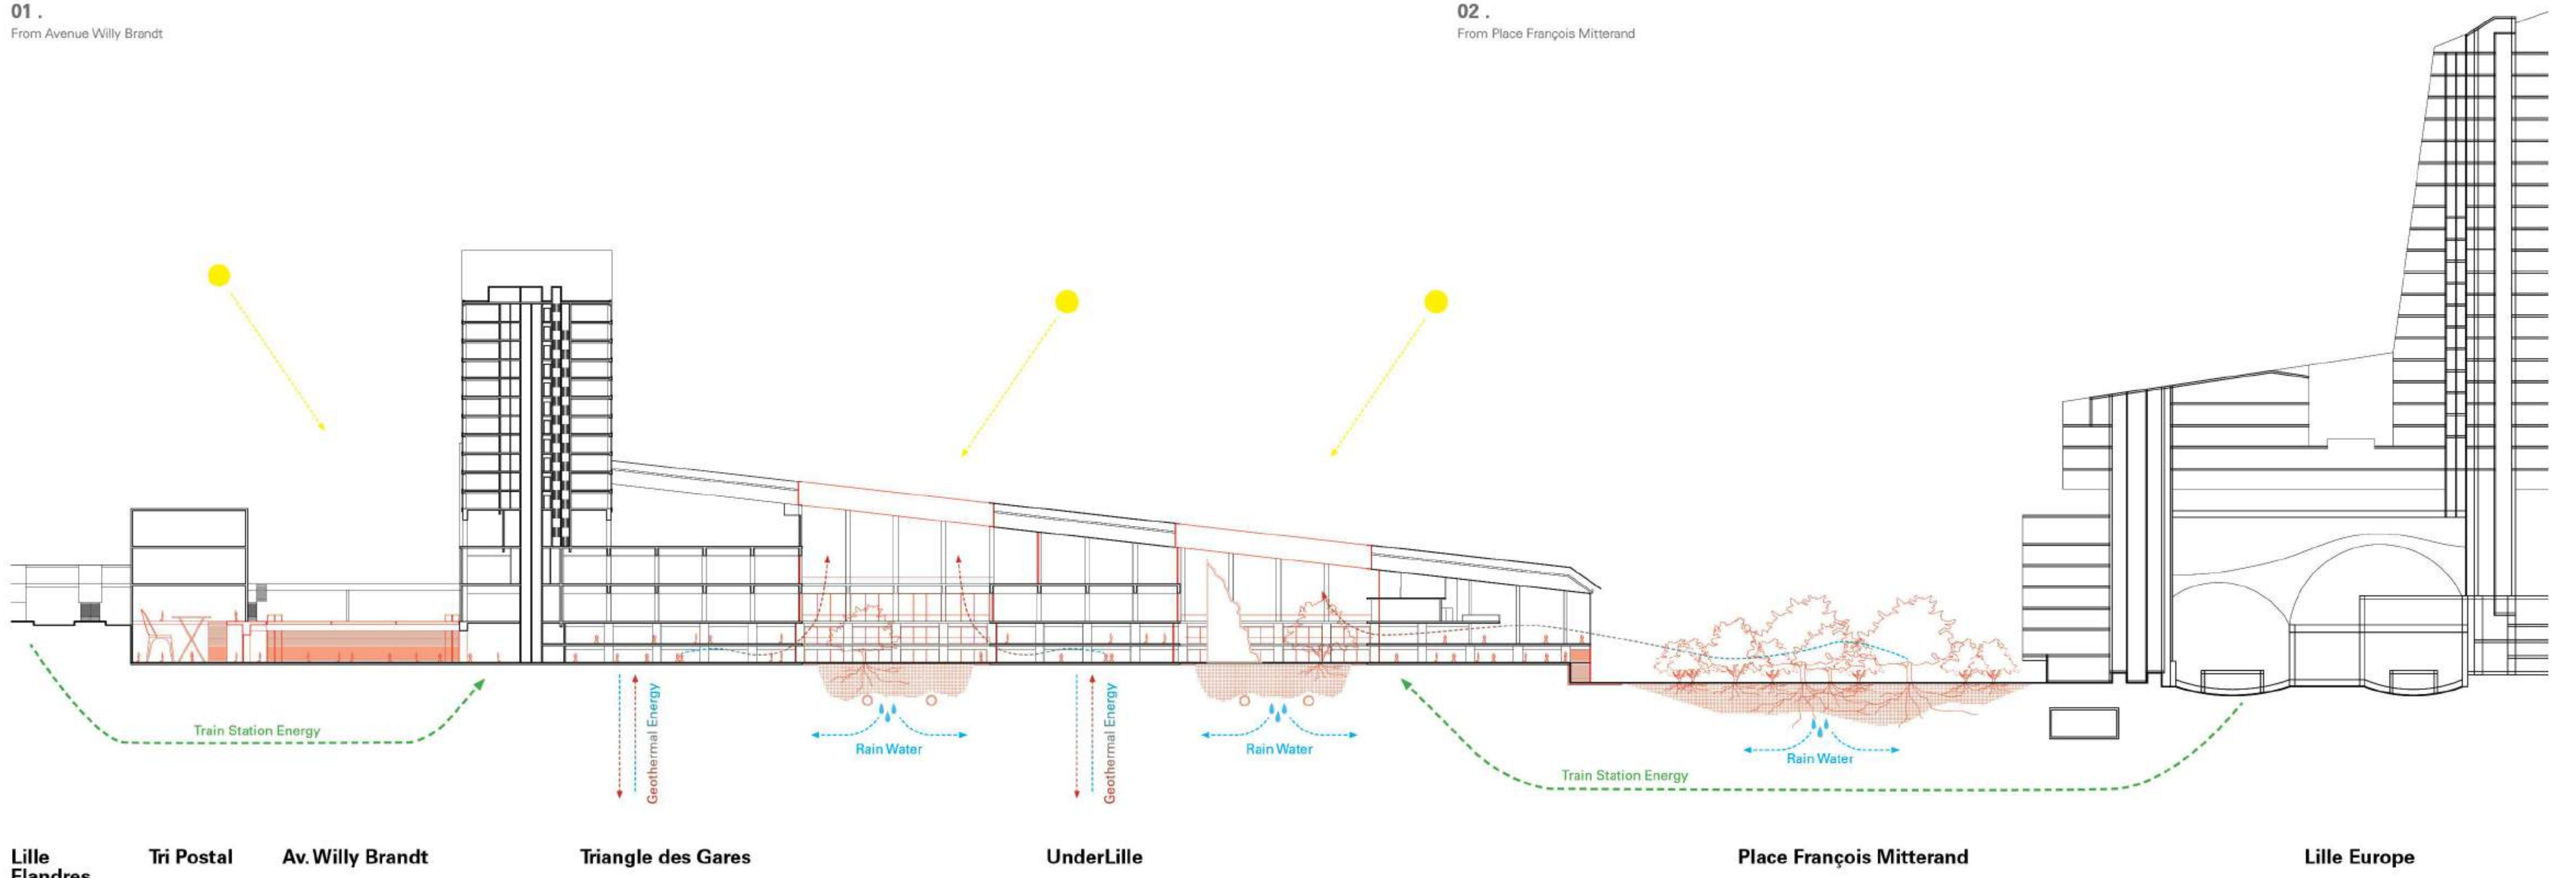 01 .
From Avenue Willy Brandt
02 .
From Place François Mitterand
Train Station Energy
Geothermal Energy
Rain Water
Geothermal Energy
Rain Water
Train Station Energy
Rain Water
Lille
Flandres
Tri Postal
Av. Willy Brandt
Triangle des Gares
UnderLille
Place François Mitterand
Lille Europe